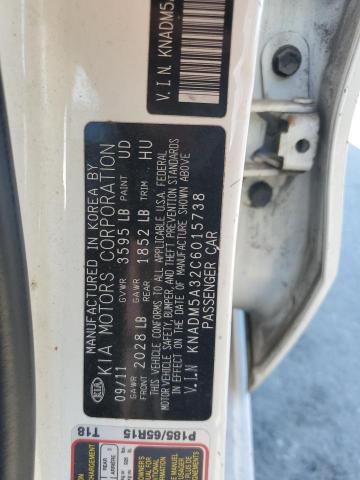 V.I.N KNADM5
MANUFACTURED IN KOREA BY
KIA KIA MOTORS CORPORATION
09/11 GVWR 3595 LB PAINT UD
GAWR FRONT 2028 LB GAWR REAR 1852 LB TRIM HU
THIS VEHICLE CONFORMS TO ALL APPLICABLE U.S.A. FEDERAL
MOTOR VEHICLE SAFETY, BUMPER, AND THEFT PREVENTION
STANDARDS IN EFFECT ON THE DATE OF MANUFACTURE SHOWN ABOVE
V.I.N KNADM5A32C6015738
PASSENGER CAR
T18 P185/65R15